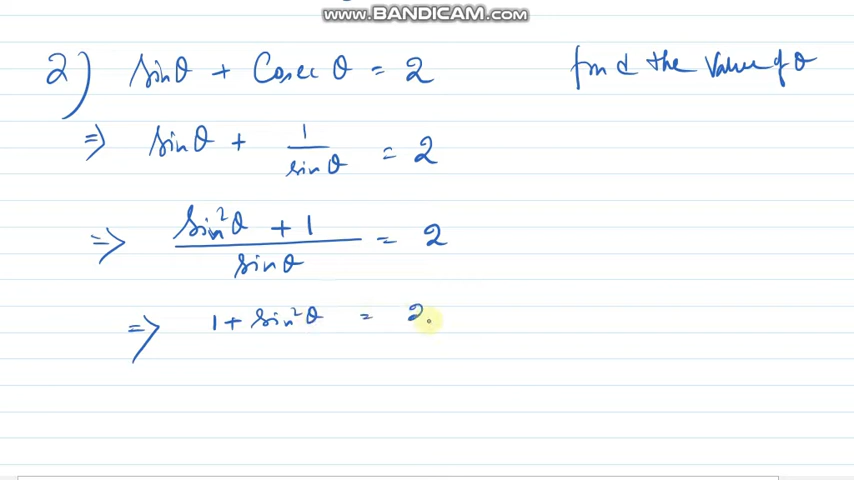 www.BANDICAM.com
2) sinθ + Cosec θ = 2 find the Value of θ
⇒ sinθ + 1/sinθ = 2
⇒ (sin²θ + 1)/sinθ = 2
⇒ 1 + sin²θ = 2